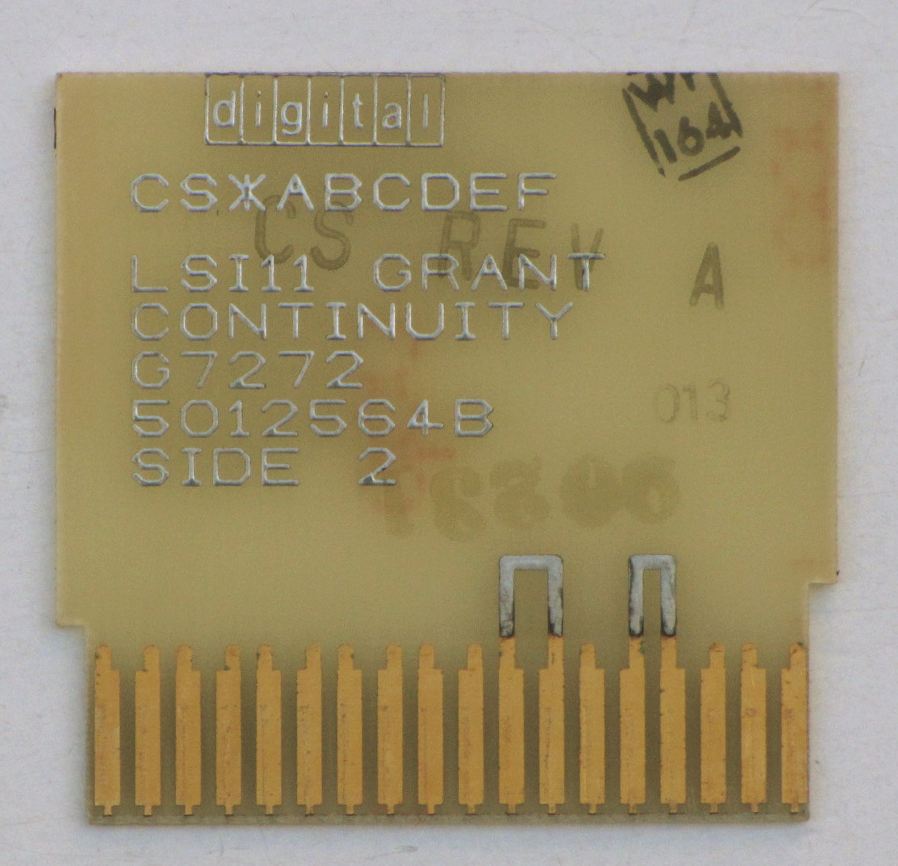 digital
W
164
CS*ABCDEF
CS REV A
LSI11 GRANT
CONTINUITY
G7272
013
5012564B
SIDE 2